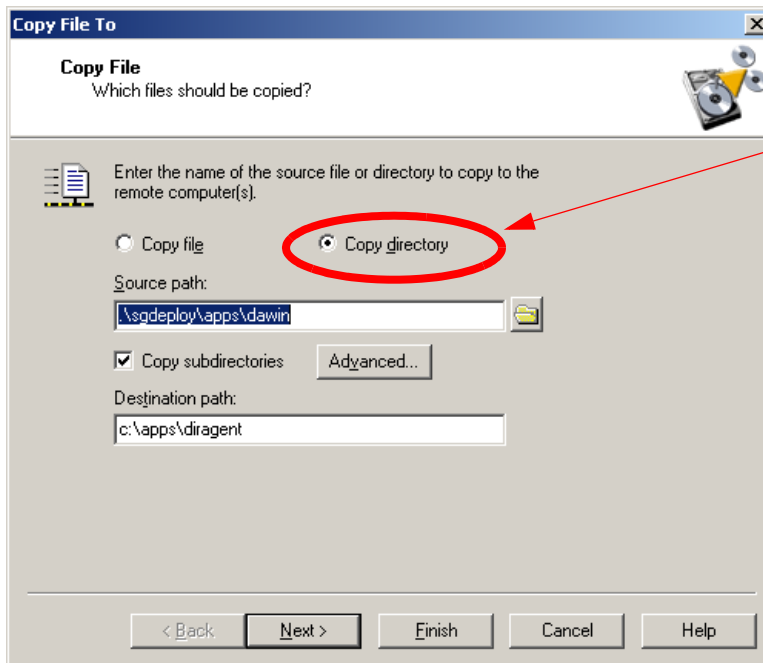 Copy File To
Copy File
Which files should be copied?
Enter the name of the source file or directory to copy to the
remote computer(s).
Copy file
Copy directory
Source path:
.\sgdeploy\apps\dawin
Copy subdirectories
Advanced...
Destination path:
c:\apps\diragent
< Back
Next >
Finish
Cancel
Help